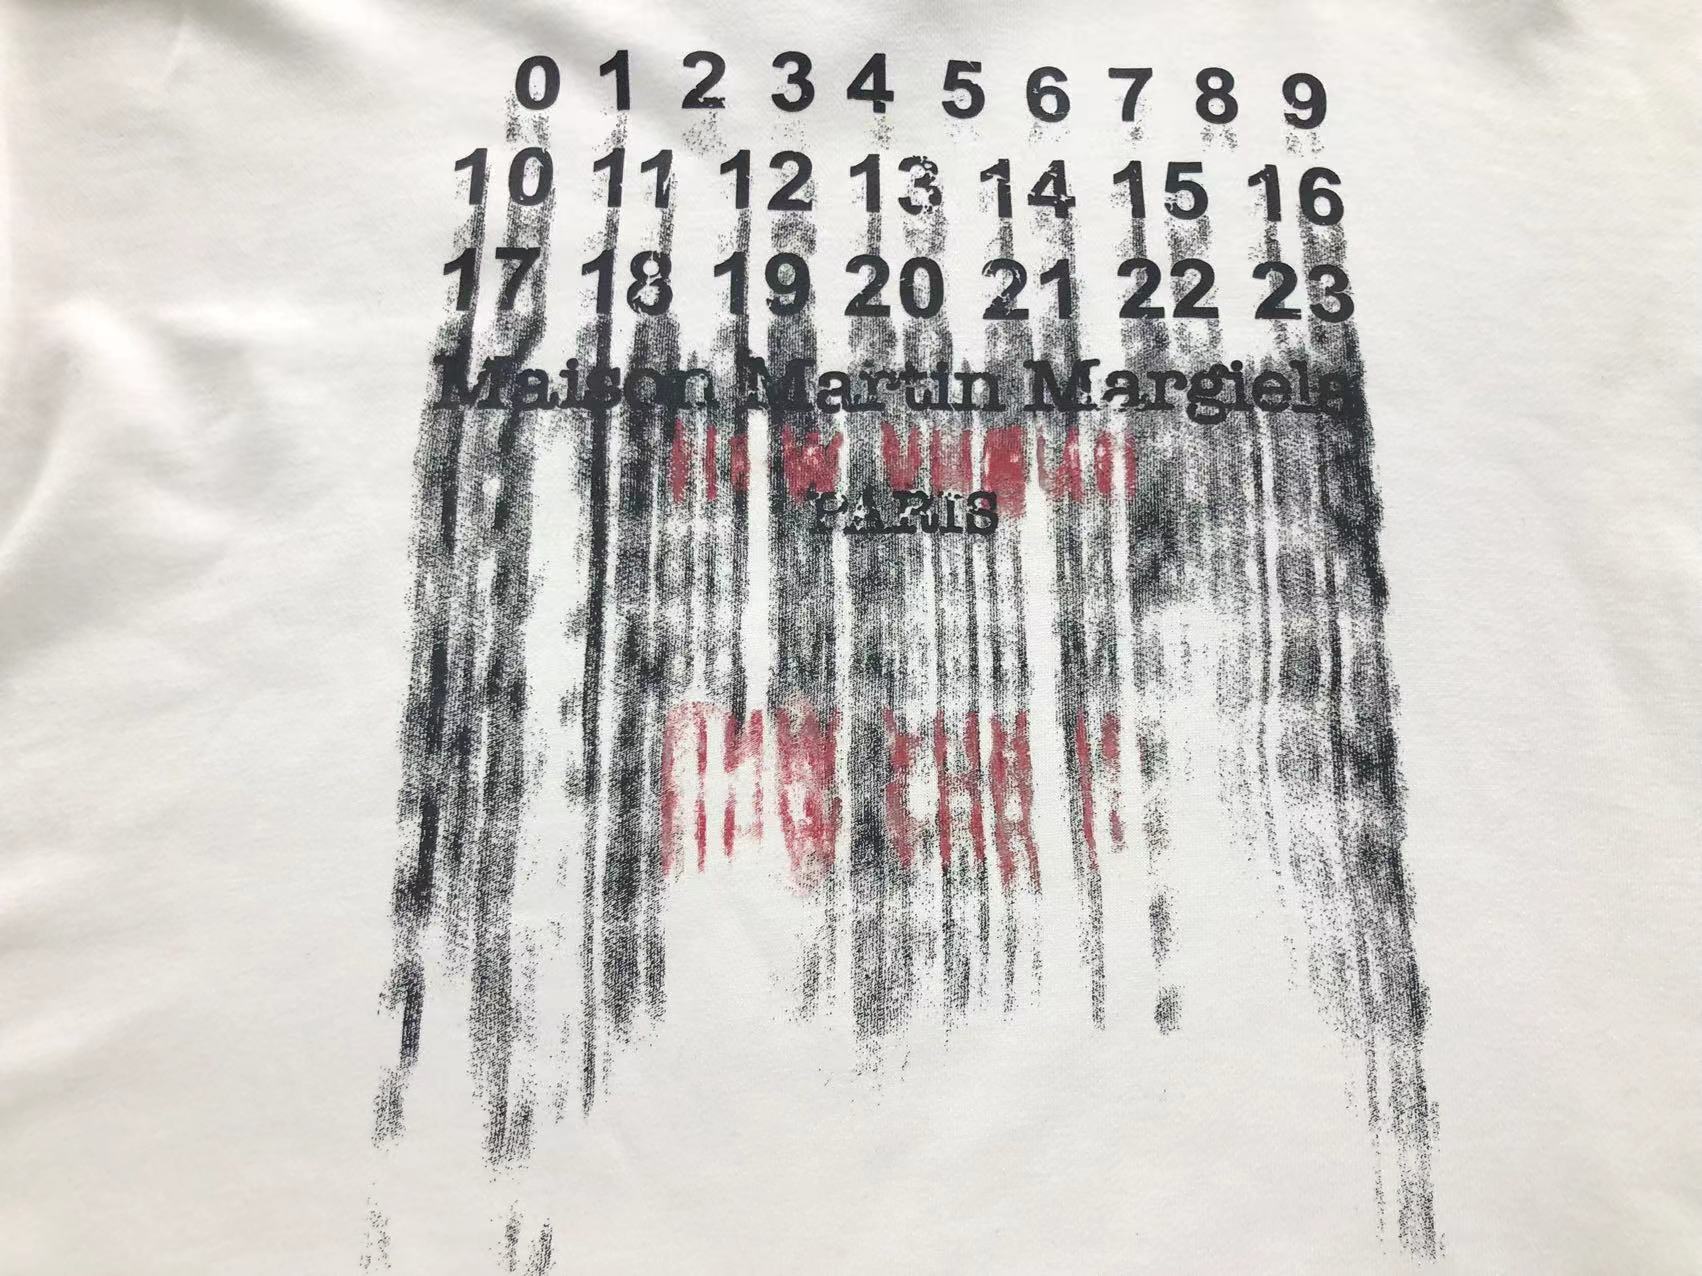 0 1 2 3 4 5 6 7 8 9
10 11 12 13 14 15 16
17 18 19 20 21 22 23
Maison Martin Margiela
PARIS